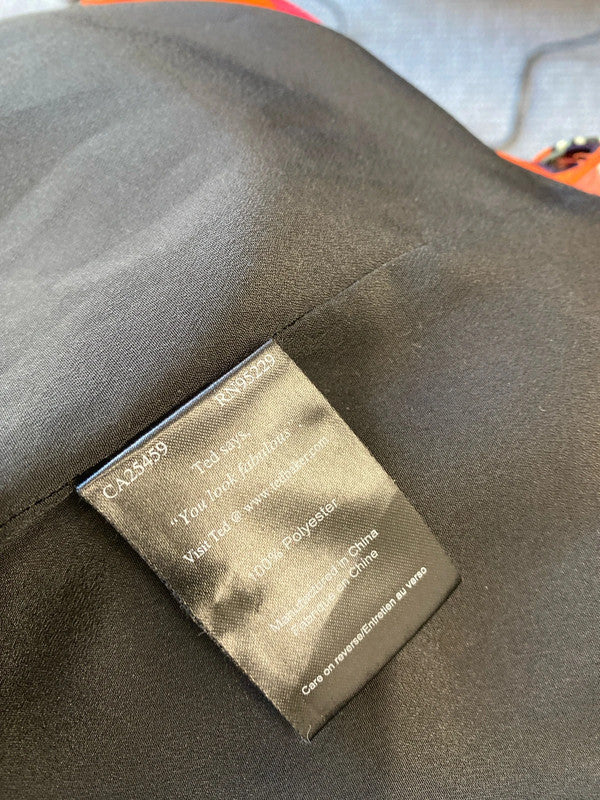 CA25459 RN95229
Ted says,
"You look fabulous"
Visit Ted @ www.tedbaker.com
100% Polyester
Manufactured in China
Fabriqué en Chine
Care on reverse/Entretien au verso